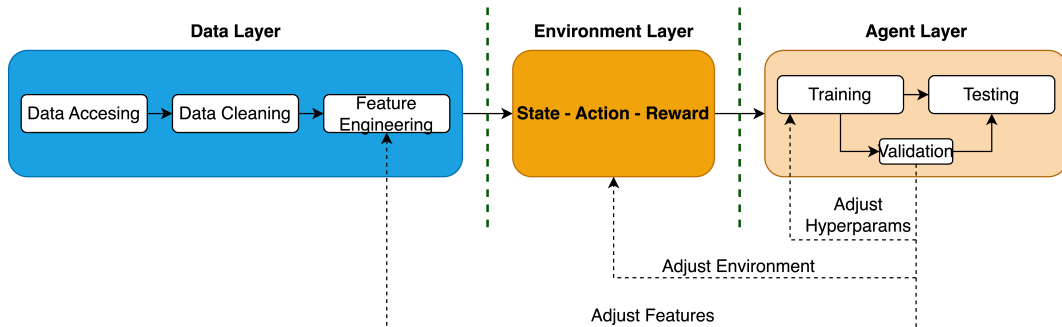 Data Layer
Environment Layer
Agent Layer
Data Accesing
Data Cleaning
Feature
Engineering
State - Action - Reward
Training
Testing
Validation
Adjust
Hyperparams
Adjust Environment
Adjust Features